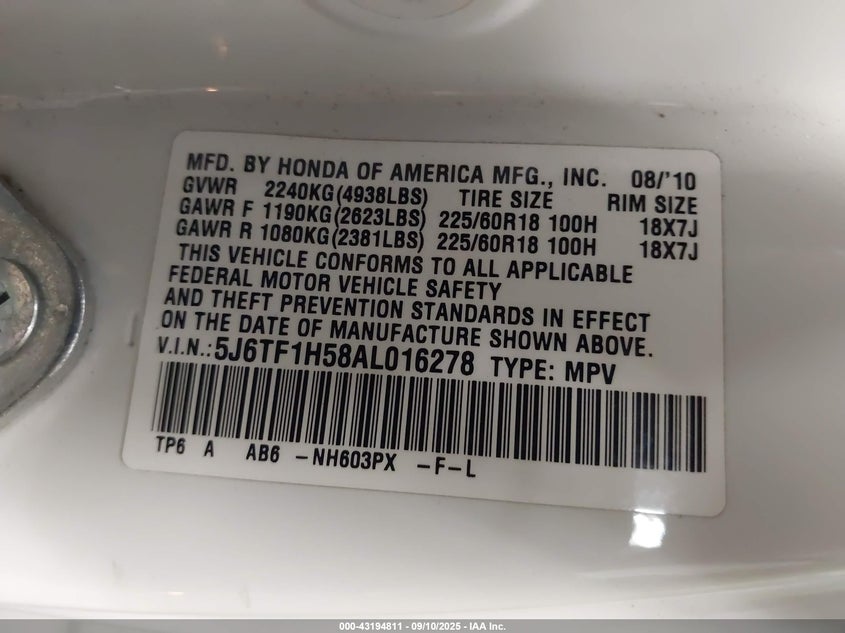 MFD. BY HONDA OF AMERICA MFG., INC. 08/'10
GVWR 2240KG(4938LBS) TIRE SIZE RIM SIZE
GAWR F 1190KG(2623LBS) 225/60R18 100H 18X7J
GAWR R 1080KG(2381LBS) 225/60R18 100H 18X7J
THIS VEHICLE CONFORMS TO ALL APPLICABLE
FEDERAL MOTOR VEHICLE SAFETY
AND THEFT PREVENTION STANDARDS IN EFFECT
ON THE DATE OF MANUFACTURE SHOWN ABOVE.
V.I.N.:5J6TF1H58AL016278 TYPE: MPV
TP6 A AB6 -NH603PX -F-L
000-43194811 - 09/10/2025 - IAA Inc.